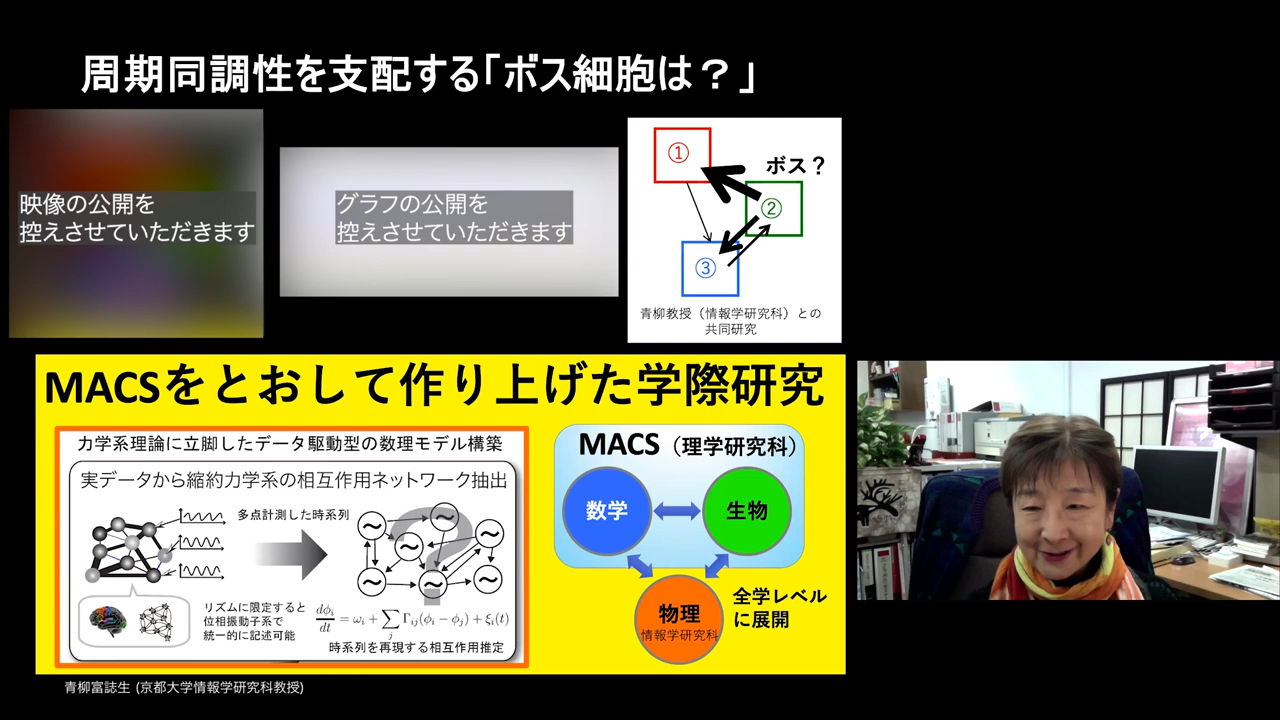 周期同調性を支配する「ボス細胞は？」
映像の公開を
控えさせていただきます
グラフの公開を
控えさせていただきます
①
ボス？
②
③
青柳教授（情報学研究科）との
共同研究
MACSをとおして作り上げた学際研究
力学系理論に立脚したデータ駆動型の数理モデル構築
実データから縮約力学系の相互作用ネットワーク抽出
多点計測した時系列
?
リズムに限定すると
位相振動子系で
統一的に記述可能
dφi/dt = ωi + ∑j Γij(φi − φj) + ξi(t)
時系列を再現する相互作用推定
MACS（理学研究科）
数学
生物
物理
情報学研究科
全学レベル
に展開
青柳富誌生 (京都大学情報学研究科教授)